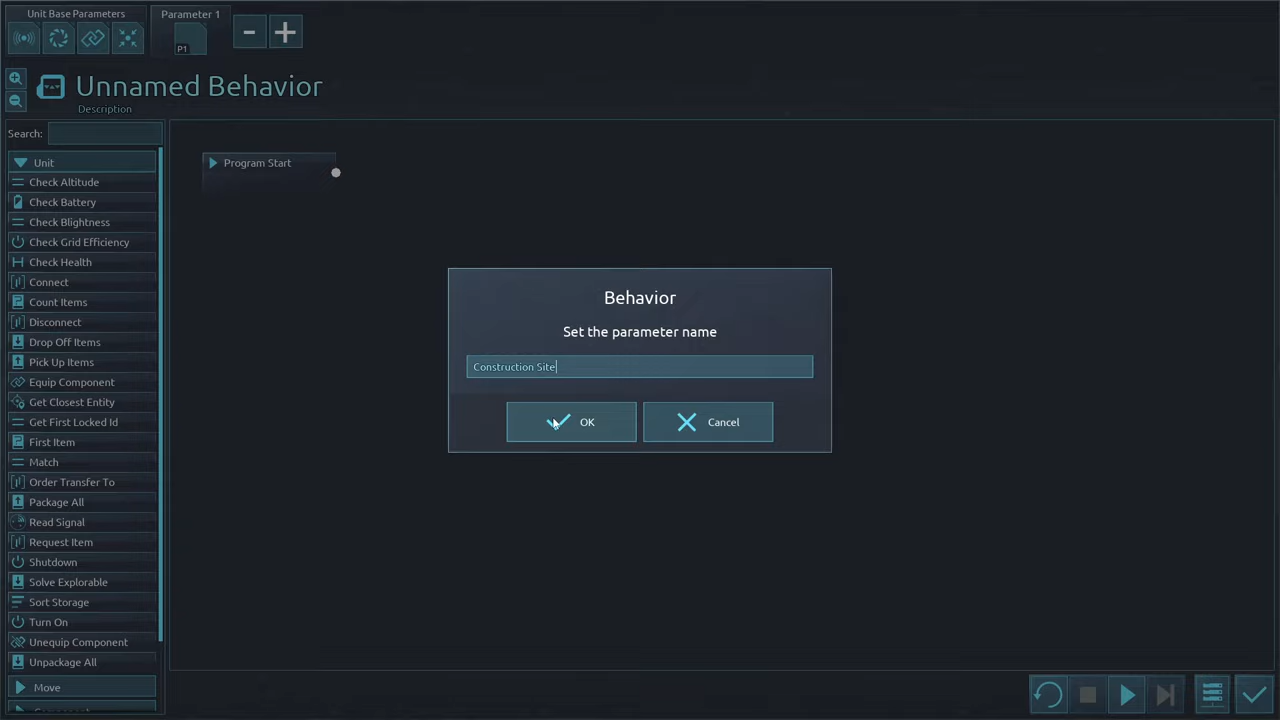 Unit Base Parameters
Parameter 1
P1
Unnamed Behavior
Description
Search:
Unit
Check Altitude
Check Battery
Check Blightness
Check Grid Efficiency
Check Health
Connect
Count Items
Disconnect
Drop Off Items
Pick Up Items
Equip Component
Get Closest Entity
Get First Locked Id
First Item
Match
Order Transfer To
Package All
Read Signal
Request Item
Shutdown
Solve Explorable
Sort Storage
Turn On
Unequip Component
Unpackage All
Move
Program Start
Behavior
Set the parameter name
Construction Site
OK
Cancel